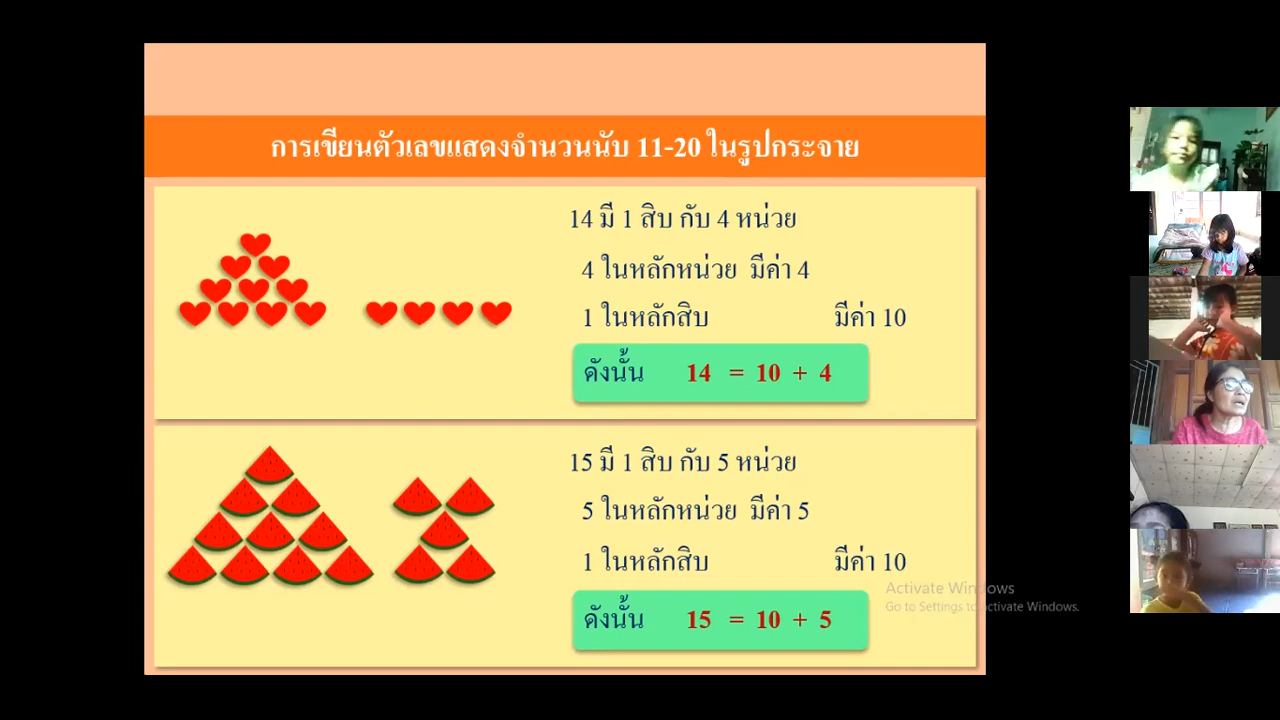 การเขียนตัวเลขแสดงจำนวนนับ 11-20 ในรูปกระจาย
14 มี 1 สิบ กับ 4 หน่วย
4 ในหลักหน่วย มีค่า 4
1 ในหลักสิบ มีค่า 10
ดังนั้น 14 = 10 + 4
15 มี 1 สิบ กับ 5 หน่วย
5 ในหลักหน่วย มีค่า 5
1 ในหลักสิบ มีค่า 10
Activate Windows
Go to Settings to activate Windows.
ดังนั้น 15 = 10 + 5